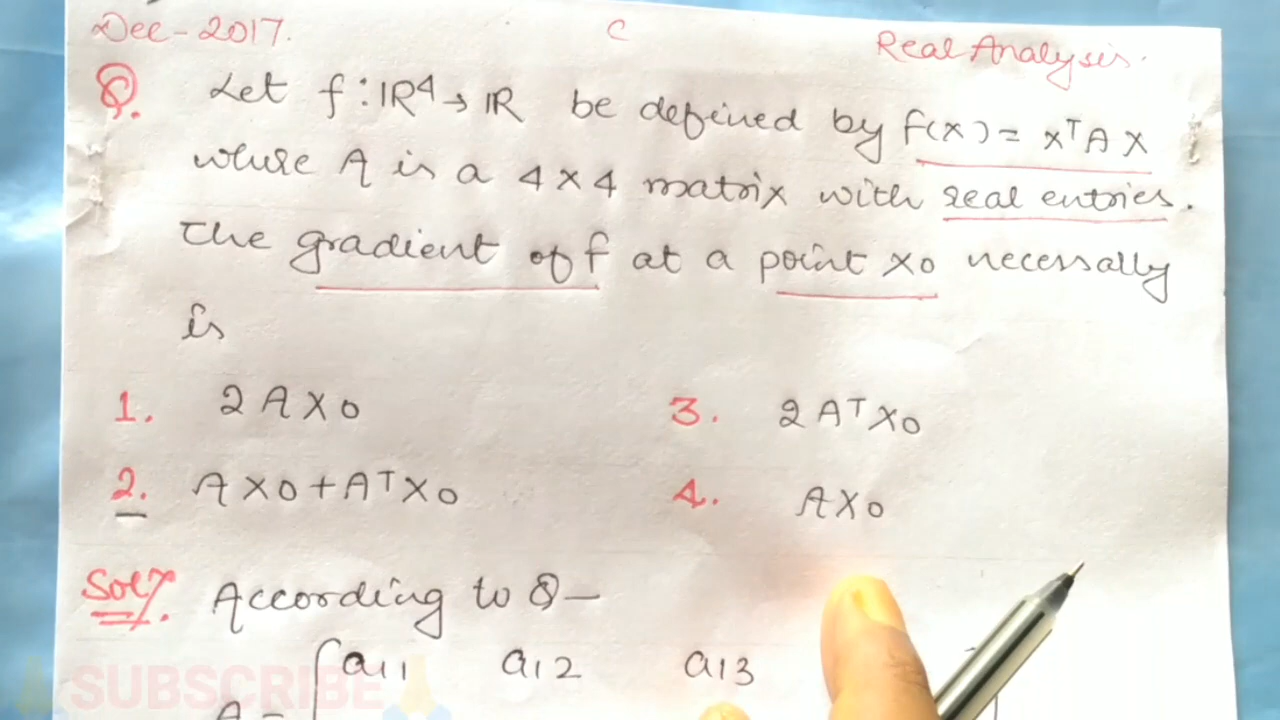 Dec - 2017. C Real Analysis.
Q. Let f : IR⁴ → IR be defined by f(x) = xᵀAX
where A is a 4×4 matrix with real entries.
The gradient of f at a point x₀ necessally
is
1. 2AX₀ 3. 2AᵀX₀
2. AX₀ + AᵀX₀ 4. AX₀
Solⁿ. According to Q —
a₁₁ a₁₂ a₁₃
A =
SUBSCRIBE